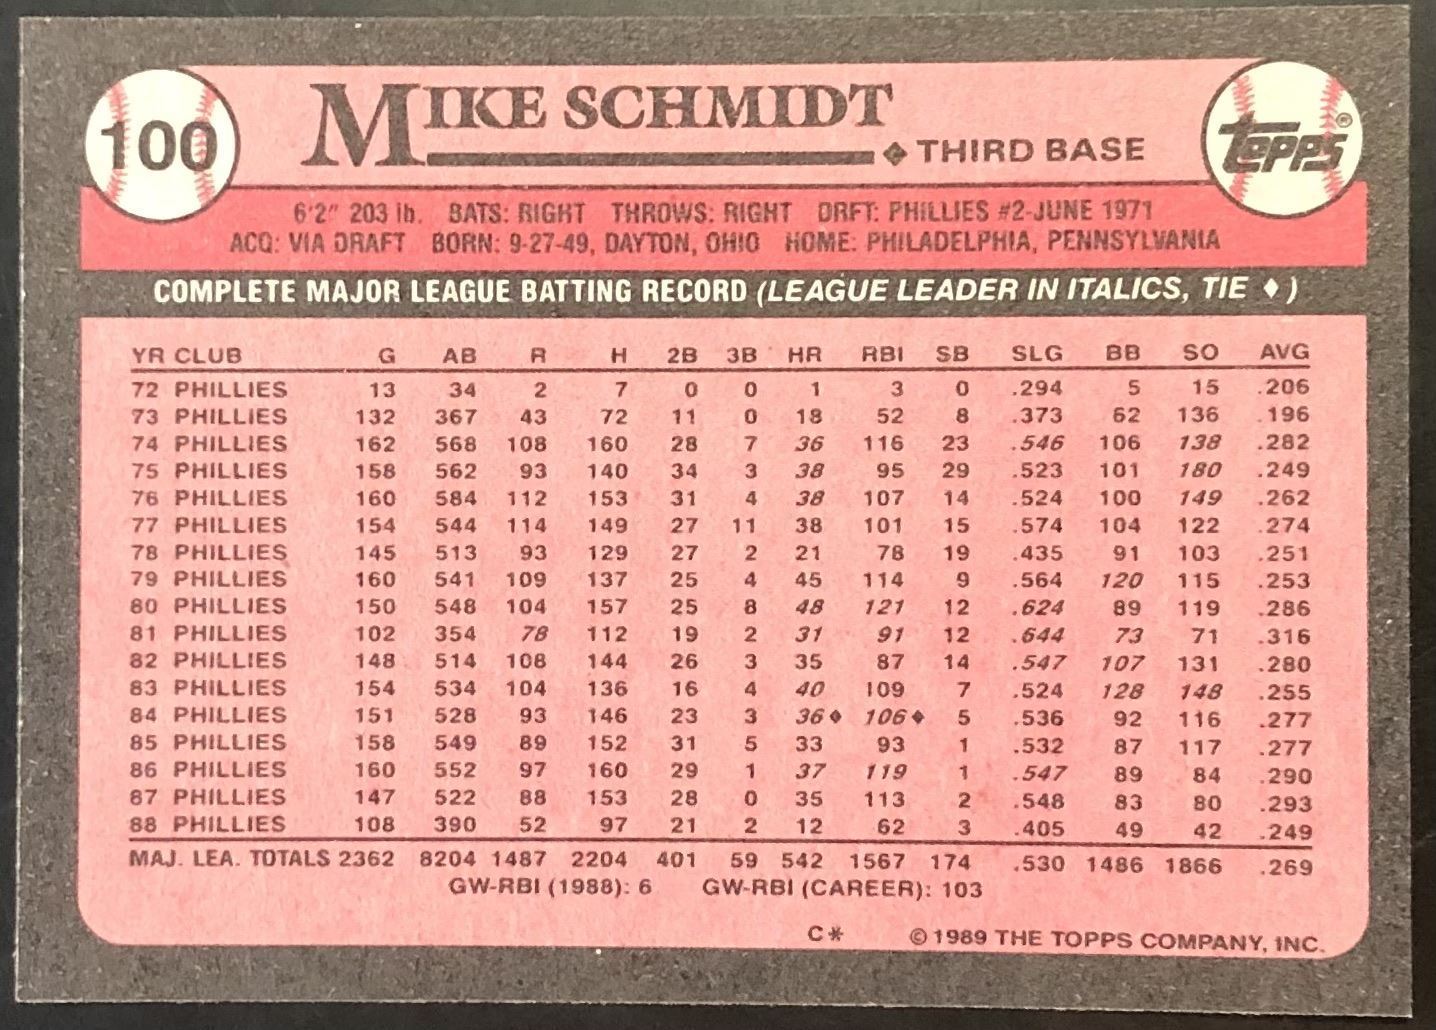 100
MIKE SCHMIDT
◆ THIRD BASE
TOPPS®
6'2" 203 lb. BATS: RIGHT THROWS: RIGHT DRFT: PHILLIES #2-JUNE 1971
ACQ: VIA DRAFT BORN: 9-27-49, DAYTON, OHIO HOME: PHILADELPHIA, PENNSYLVANIA
COMPLETE MAJOR LEAGUE BATTING RECORD (LEAGUE LEADER IN ITALICS, TIE ♦)
YR CLUB G AB R H 2B 3B HR RBI SB SLG BB SO AVG
72 PHILLIES 13 34 2 7 0 0 1 3 0 .294 5 15 .206
73 PHILLIES 132 367 43 72 11 0 18 52 8 .373 62 136 .196
74 PHILLIES 162 568 108 160 28 7 36 116 23 .546 106 138 .282
75 PHILLIES 158 562 93 140 34 3 38 95 29 .523 101 180 .249
76 PHILLIES 160 584 112 153 31 4 38 107 14 .524 100 149 .262
77 PHILLIES 154 544 114 149 27 11 38 101 15 .574 104 122 .274
78 PHILLIES 145 513 93 129 27 2 21 78 19 .435 91 103 .251
79 PHILLIES 160 541 109 137 25 4 45 114 9 .564 120 115 .253
80 PHILLIES 150 548 104 157 25 8 48 121 12 .624 89 119 .286
81 PHILLIES 102 354 78 112 19 2 31 91 12 .644 73 71 .316
82 PHILLIES 148 514 108 144 26 3 35 87 14 .547 107 131 .280
83 PHILLIES 154 534 104 136 16 4 40 109 7 .524 128 148 .255
84 PHILLIES 151 528 93 146 23 3 36♦ 106♦ 5 .536 92 116 .277
85 PHILLIES 158 549 89 152 31 5 33 93 1 .532 87 117 .277
86 PHILLIES 160 552 97 160 29 1 37 119 1 .547 89 84 .290
87 PHILLIES 147 522 88 153 28 0 35 113 2 .548 83 80 .293
88 PHILLIES 108 390 52 97 21 2 12 62 3 .405 49 42 .249
MAJ. LEA. TOTALS 2362 8204 1487 2204 401 59 542 1567 174 .530 1486 1866 .269
GW-RBI (1988): 6 GW-RBI (CAREER): 103
C* © 1989 THE TOPPS COMPANY, INC.